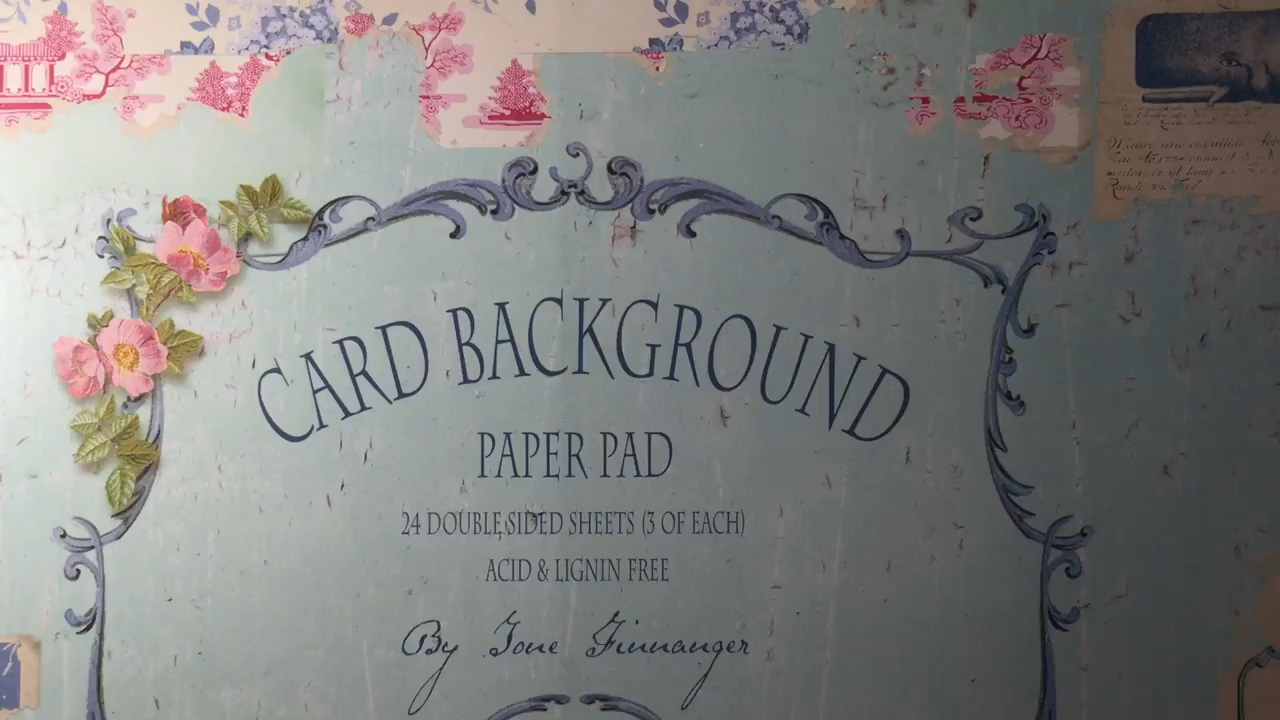 CARD BACKGROUND
PAPER PAD
24 DOUBLE SIDED SHEETS (3 OF EACH)
ACID & LIGNIN FREE
By Tone Finnanger